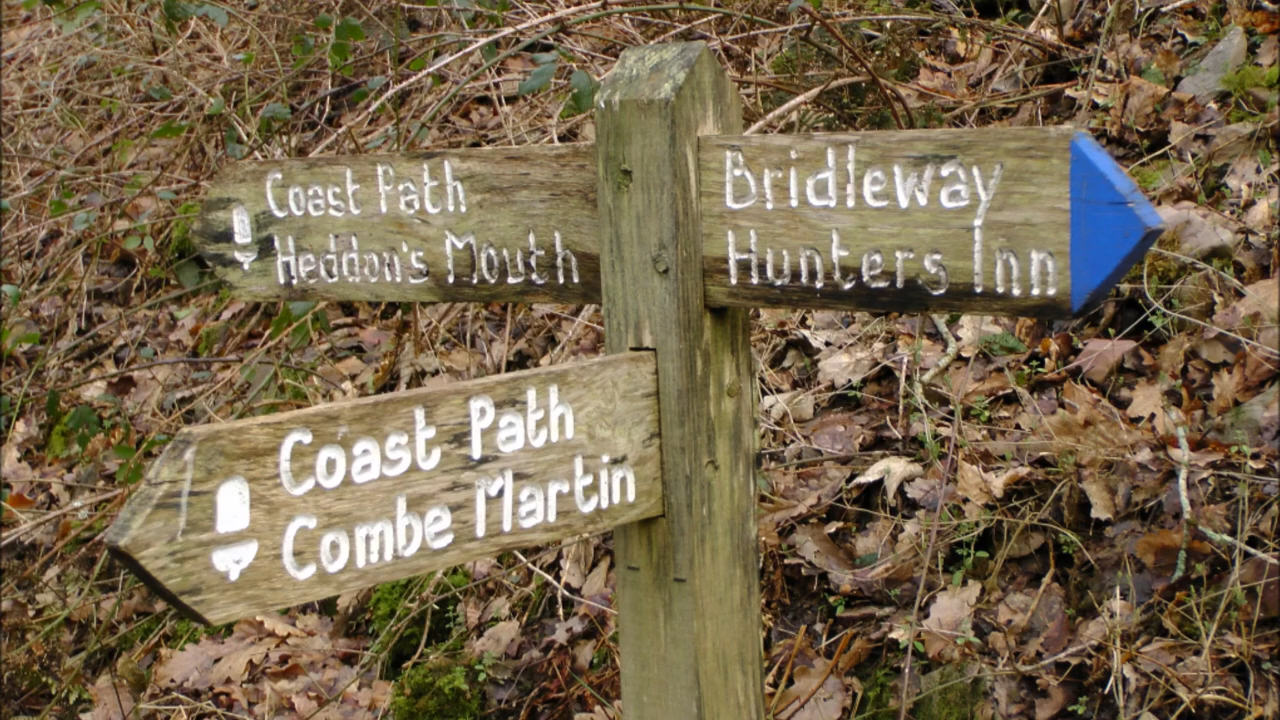 Coast Path
Heddon's Mouth
Bridleway
Hunters Inn
Coast Path
Combe Martin